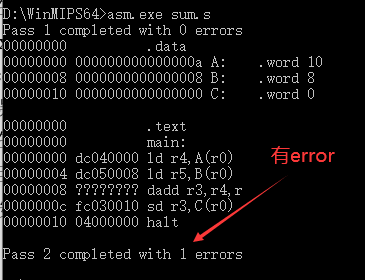 D:\WinMIPS64>asm.exe sum.s
Pass 1 completed with 0 errors
00000000 .data
00000000 000000000000000a A: .word 10
00000008 0000000000000008 B: .word 8
00000010 0000000000000000 C: .word 0
00000000 .text
00000000 main:
00000000 dc040000 ld r4,A(r0)
00000004 dc050008 ld r5,B(r0)
00000008 ???????? dadd r3,r4,r
0000000c fc030010 sd r3,C(r0)
00000010 04000000 halt
有error
Pass 2 completed with 1 errors